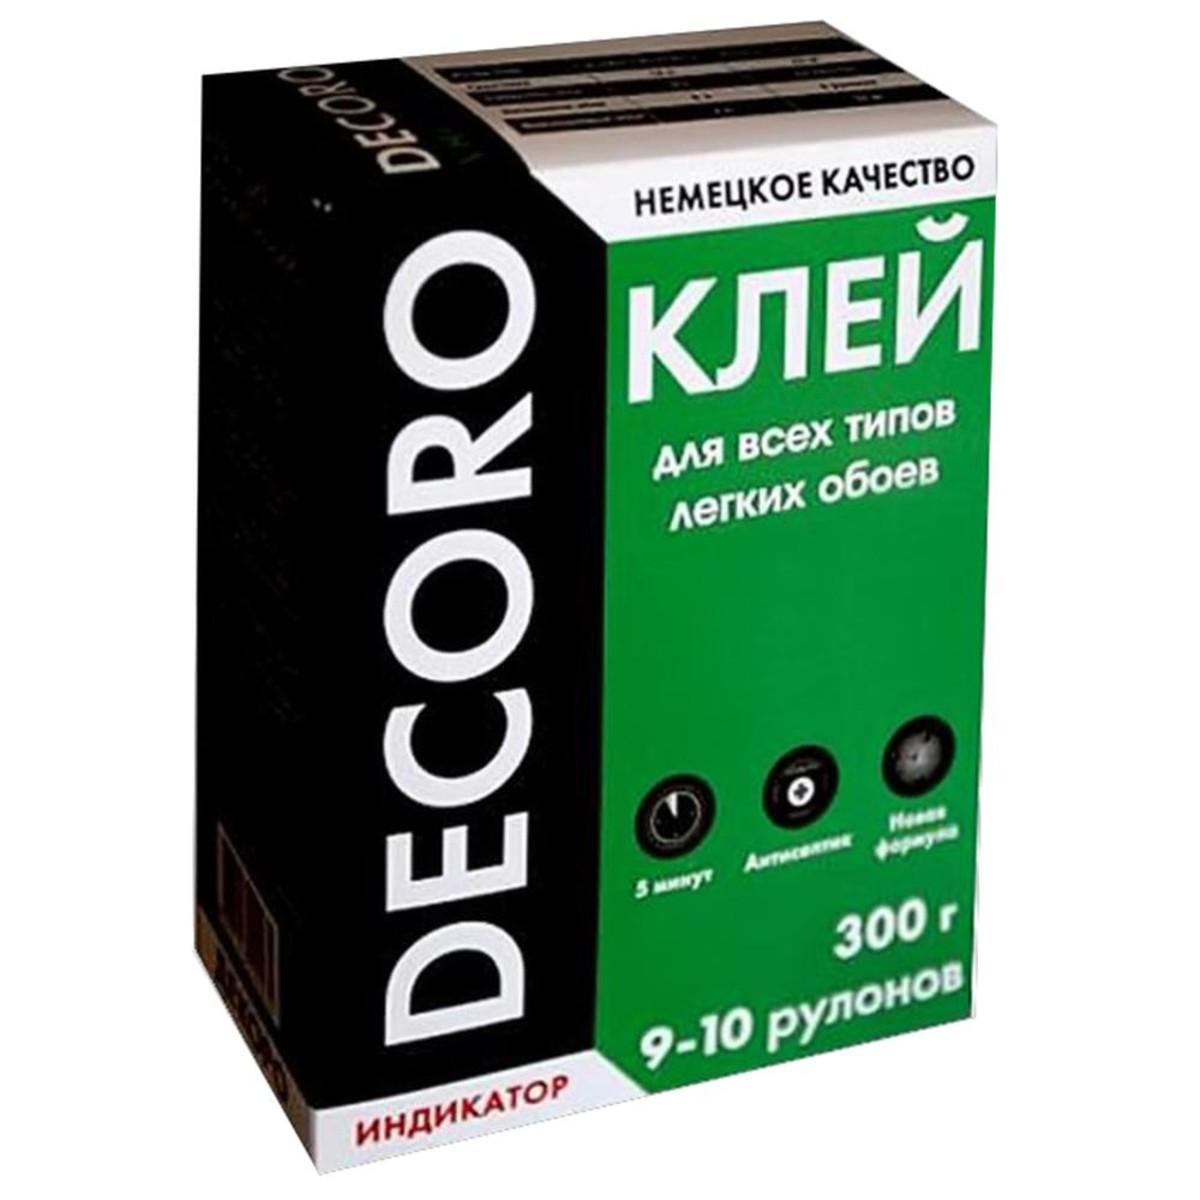 DECORO
НЕМЕЦКОЕ КАЧЕСТВО
DECORO
КЛЕЙ
для всех типов
легких обоев
5 минут
Антисептик
Новая
формула
300 г
9-10 рулонов
ИНДИКАТОР